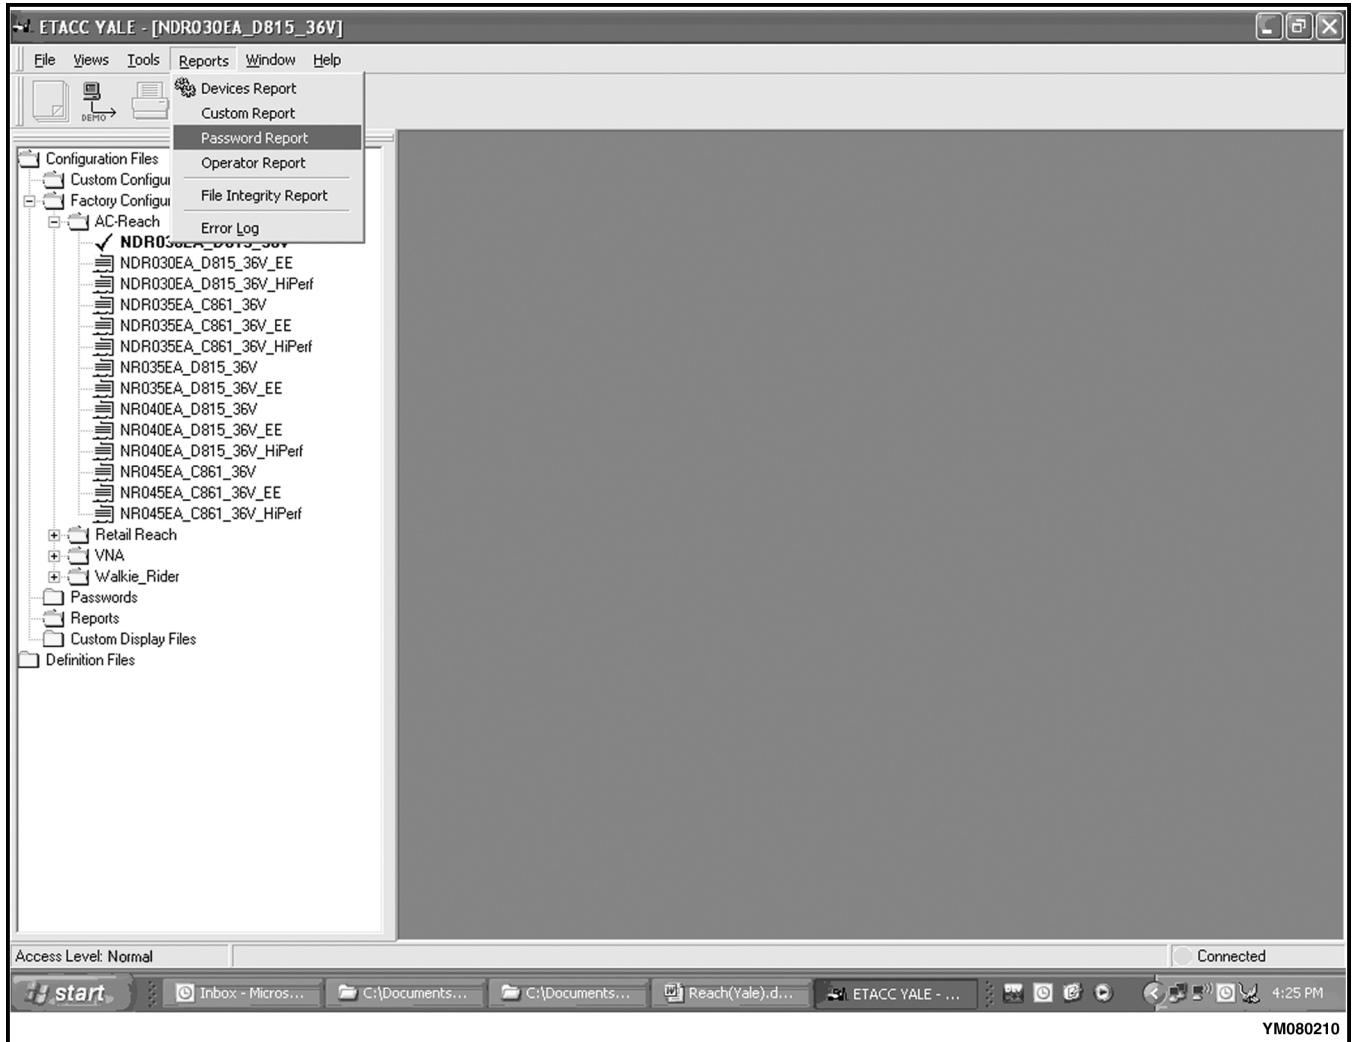 ETACC YALE - [NDR030EA_D815_36V]
File Views Tools Reports Window Help
DEMO
Devices Report
Custom Report
Password Report
Operator Report
File Integrity Report
Error Log
Configuration Files
Custom Configu
Factory Configu
AC-Reach
NDR030EA_D815_36V
NDR030EA_D815_36V_EE
NDR030EA_D815_36V_HiPerf
NDR035EA_C861_36V
NDR035EA_C861_36V_EE
NDR035EA_C861_36V_HiPerf
NR035EA_D815_36V
NR035EA_D815_36V_EE
NR040EA_D815_36V
NR040EA_D815_36V_EE
NR040EA_D815_36V_HiPerf
NR045EA_C861_36V
NR045EA_C861_36V_EE
NR045EA_C861_36V_HiPerf
Retail Reach
VNA
Walkie_Rider
Passwords
Reports
Custom Display Files
Definition Files
Access Level: Normal
Connected
start Inbox - Micros... C:\Documents... C:\Documents... Reach(Yale).d... ETACC YALE - ... 4:25 PM
YM080210